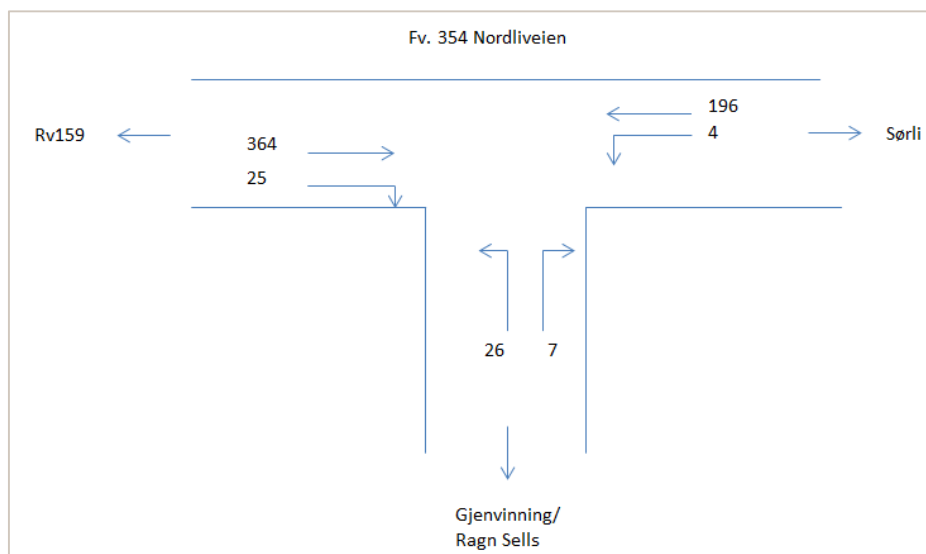 Fv. 354 Nordliveien
196
Rv159
4
Sørli
364
25
26 7
Gjenvinning/
Ragn Sells